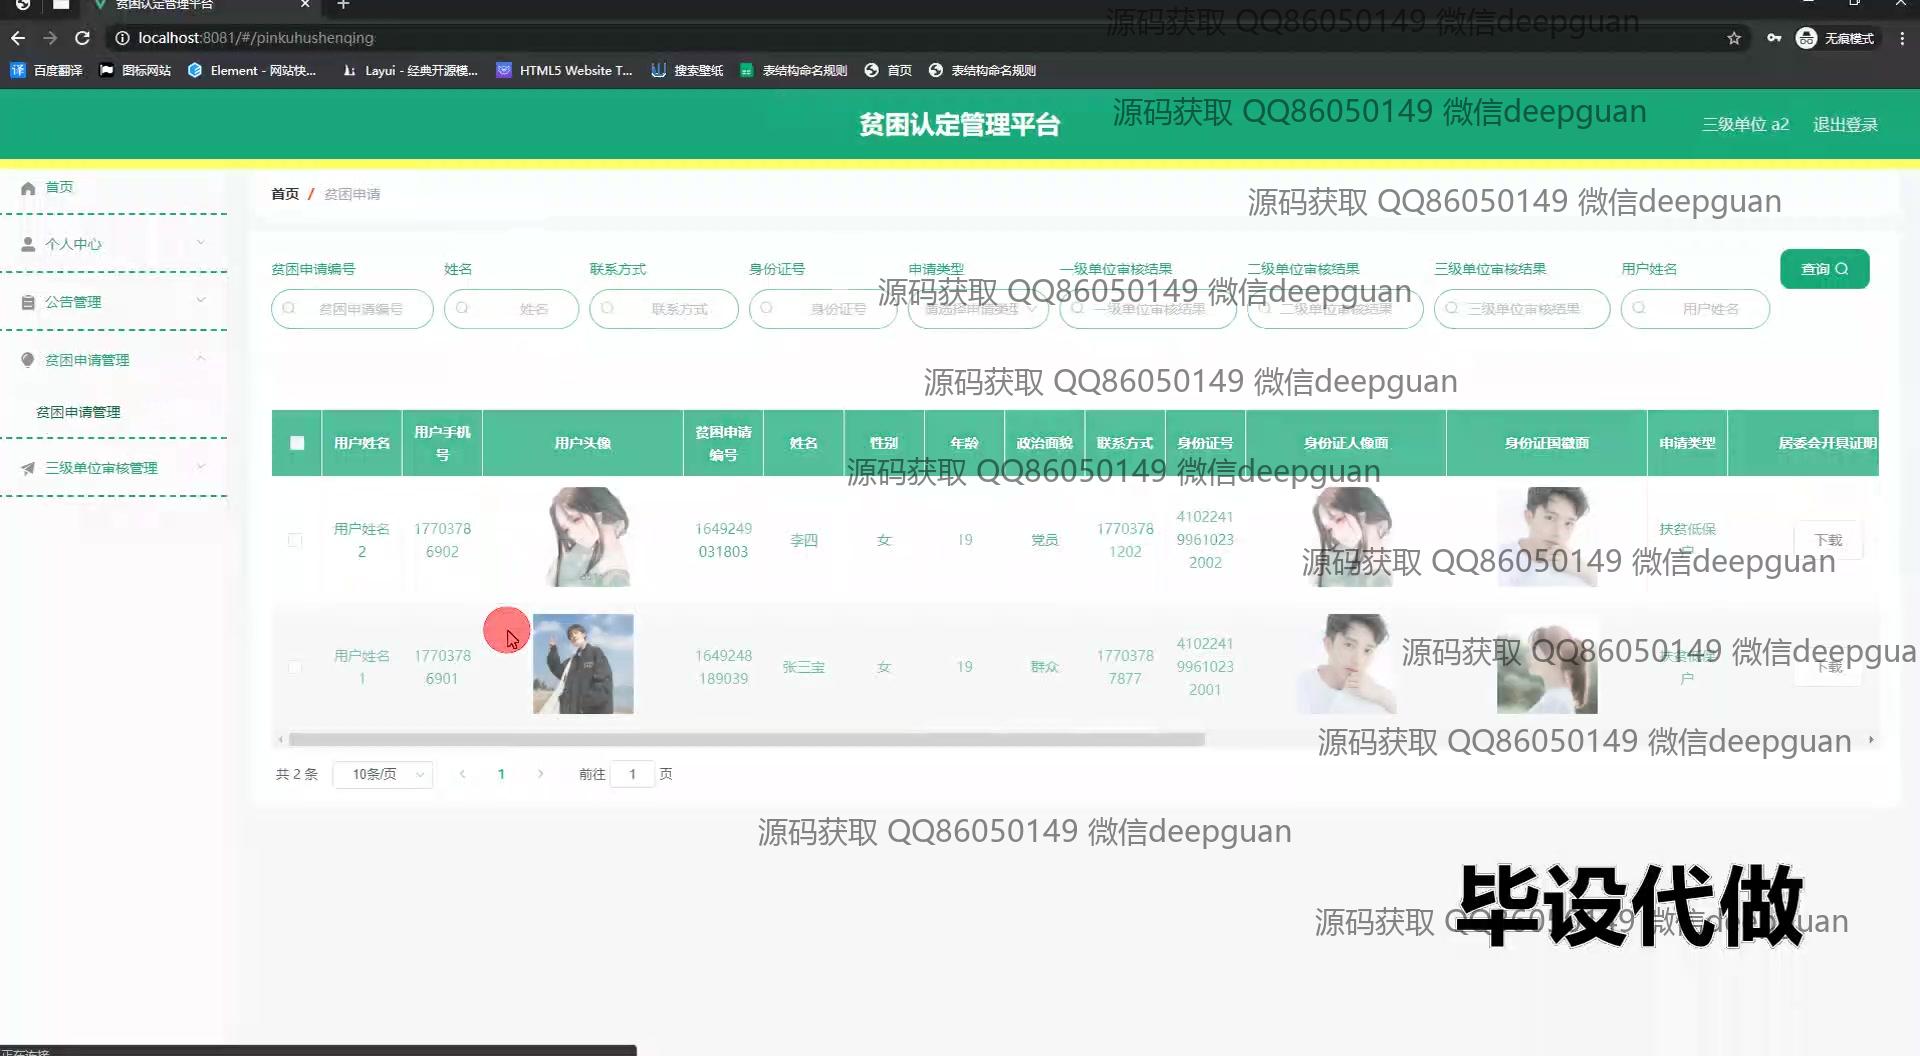 贫困认定管理平台
localhost:8081/#/pinkuhushenqing
无痕模式
百度翻译
图标网站
Element - 网站快...
Layui - 经典开源模...
HTML5 Website T...
搜索壁纸
表结构命名规则
首页
表结构命名规则
源码获取 QQ86050149 微信deepguan
贫困认定管理平台
源码获取 QQ86050149 微信deepguan
三级单位 a2
退出登录
首页
个人中心
公告管理
贫困申请管理
贫困申请管理
三级单位审核管理
首页 / 贫困申请
源码获取 QQ86050149 微信deepguan
贫困申请编号 姓名 联系方式 身份证号 申请类型 一级单位审核结果 二级单位审核结果 三级单位审核结果 用户姓名
查询
贫困申请编号 姓名 联系方式 身份证号 请选择申请类型 一级单位审核结果 二级单位审核结果 三级单位审核结果 用户姓名
源码获取 QQ86050149 微信deepguan
源码获取 QQ86050149 微信deepguan
用户姓名 用户手机号 用户头像 贫困申请编号 姓名 性别 年龄 政治面貌 联系方式 身份证号 身份证人像面 身份证国徽面 申请类型 居委会开具证明
源码获取 QQ86050149 微信deepguan
用户姓名2 17703786902 1649249031803 李四 女 19 党员 17703781202 410224199610232002 扶贫低保户 下载
源码获取 QQ86050149 微信deepguan
用户姓名1 17703786901 1649248189039 张三宝 女 19 群众 17703787877 410224199610232001 扶贫低保户 下载
源码获取 QQ86050149 微信deepgua
源码获取 QQ86050149 微信deepguan
共 2 条 10条/页 1 前往 1 页
源码获取 QQ86050149 微信deepguan
毕设代做
源码获取 QQ86050149 微信deepguan